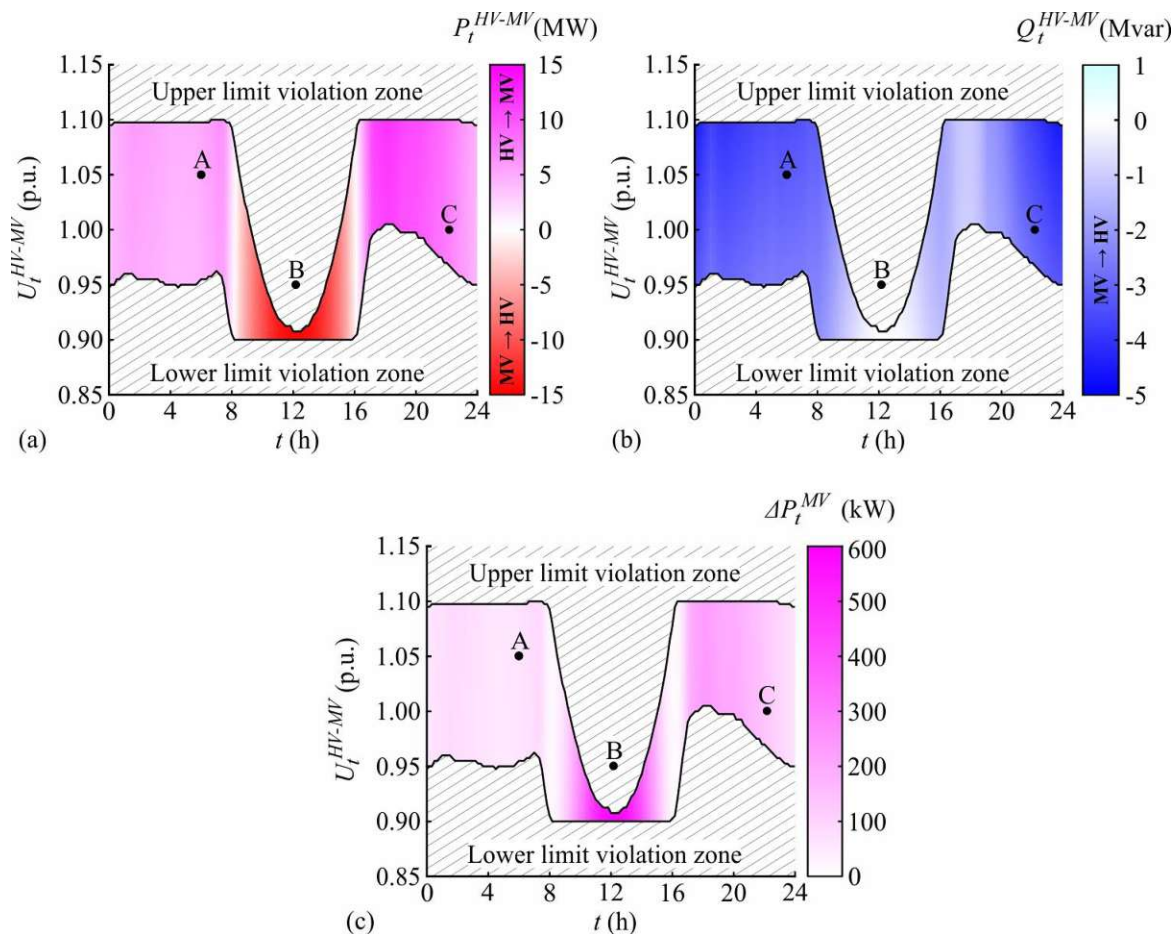 P_t^{HV-MV}(MW)
1.15
1.10
1.05
1.00
0.95
0.90
0.85
U_t^{HV-MV} (p.u.)
Upper limit violation zone
A
B
C
Lower limit violation zone
0 4 8 12 16 20 24
t (h)
15
10
5
0
-5
-10
-15
HV → MV
MV → HV
(a)
Q_t^{HV-MV}(Mvar)
1.15
1.10
1.05
1.00
0.95
0.90
0.85
U_t^{HV-MV} (p.u.)
Upper limit violation zone
A
B
C
Lower limit violation zone
0 4 8 12 16 20 24
t (h)
1
0
-1
-2
-3
-4
-5
MV → HV
(b)
ΔP_t^{MV} (kW)
1.15
1.10
1.05
1.00
0.95
0.90
0.85
U_t^{HV-MV} (p.u.)
Upper limit violation zone
A
B
C
Lower limit violation zone
0 4 8 12 16 20 24
t (h)
600
500
400
300
200
100
0
(c)